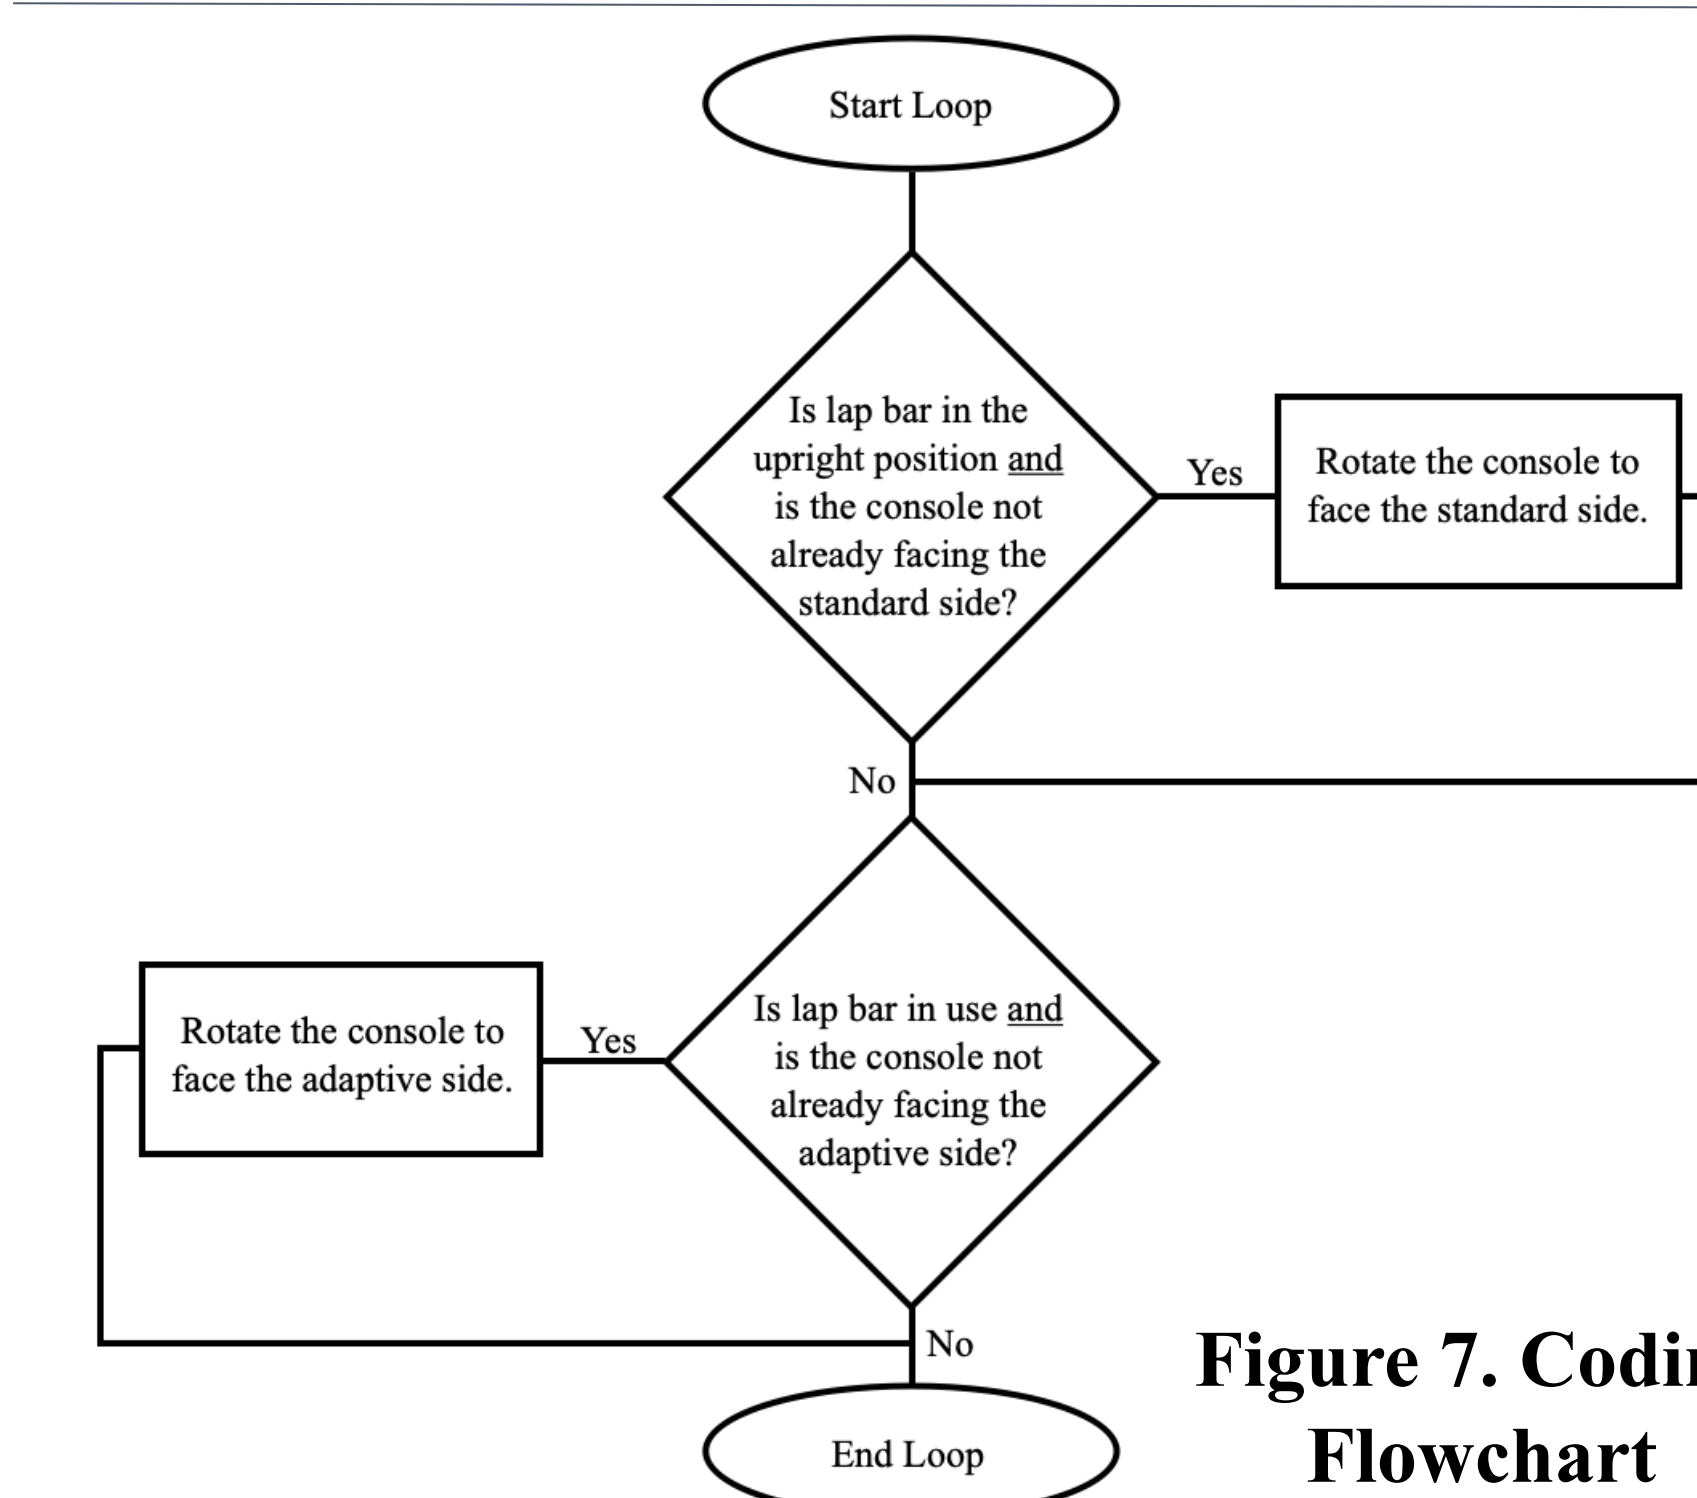 Start Loop
Is lap bar in the
upright position and
is the console not
already facing the
standard side?
Yes
Rotate the console to
face the standard side.
No
Is lap bar in use and
is the console not
already facing the
adaptive side?
Yes
Rotate the console to
face the adaptive side.
No
End Loop
Figure 7.
Flowchart